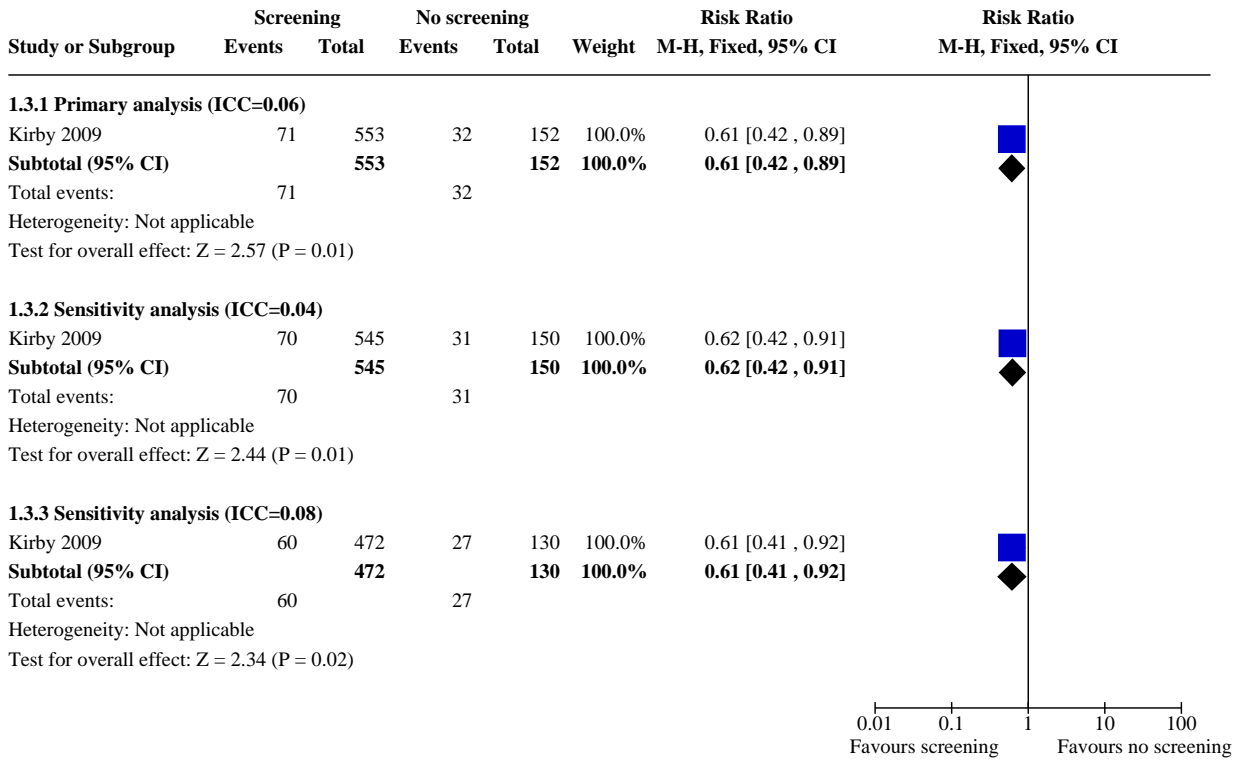 Screening No screening Risk Ratio Risk Ratio
Study or Subgroup Events Total Events Total Weight M-H, Fixed, 95% CI M-H, Fixed, 95% CI
1.3.1 Primary analysis (ICC=0.06)
Kirby 2009 71 553 32 152 100.0% 0.61 [0.42 , 0.89]
Subtotal (95% CI) 553 152 100.0% 0.61 [0.42 , 0.89]
Total events: 71 32
Heterogeneity: Not applicable
Test for overall effect: Z = 2.57 (P = 0.01)
1.3.2 Sensitivity analysis (ICC=0.04)
Kirby 2009 70 545 31 150 100.0% 0.62 [0.42 , 0.91]
Subtotal (95% CI) 545 150 100.0% 0.62 [0.42 , 0.91]
Total events: 70 31
Heterogeneity: Not applicable
Test for overall effect: Z = 2.44 (P = 0.01)
1.3.3 Sensitivity analysis (ICC=0.08)
Kirby 2009 60 472 27 130 100.0% 0.61 [0.41 , 0.92]
Subtotal (95% CI) 472 130 100.0% 0.61 [0.41 , 0.92]
Total events: 60 27
Heterogeneity: Not applicable
Test for overall effect: Z = 2.34 (P = 0.02)
0.01 0.1 1 10 100
Favours screening Favours no screening